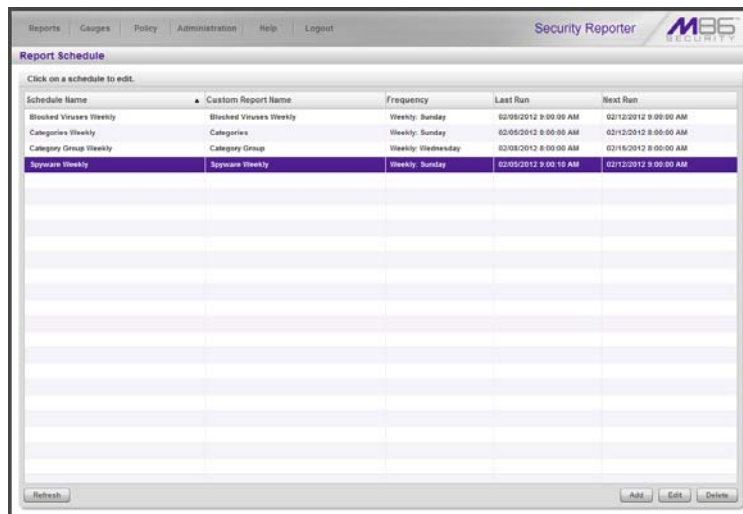 Reports Gauges Policy Administration Help Logout Security Reporter M86 SECURITY
Report Schedule
Click on a schedule to edit.
Schedule Name Custom Report Name Frequency Last Run Next Run
Blocked Viruses Weekly Blocked Viruses Weekly Weekly: Sunday 02/05/2012 9:00:00 AM 02/12/2012 9:00:00 AM
Categories Weekly Categories Weekly: Sunday 02/05/2012 9:00:00 AM 02/12/2012 8:00:00 AM
Category Group Weekly Category Group Weekly: Wednesday 02/08/2012 8:00:00 AM 02/15/2012 8:00:00 AM
Spyware Weekly Spyware Weekly Weekly: Sunday 02/05/2012 9:00:10 AM 02/12/2012 9:00:00 AM
Refresh Add Edit Delete